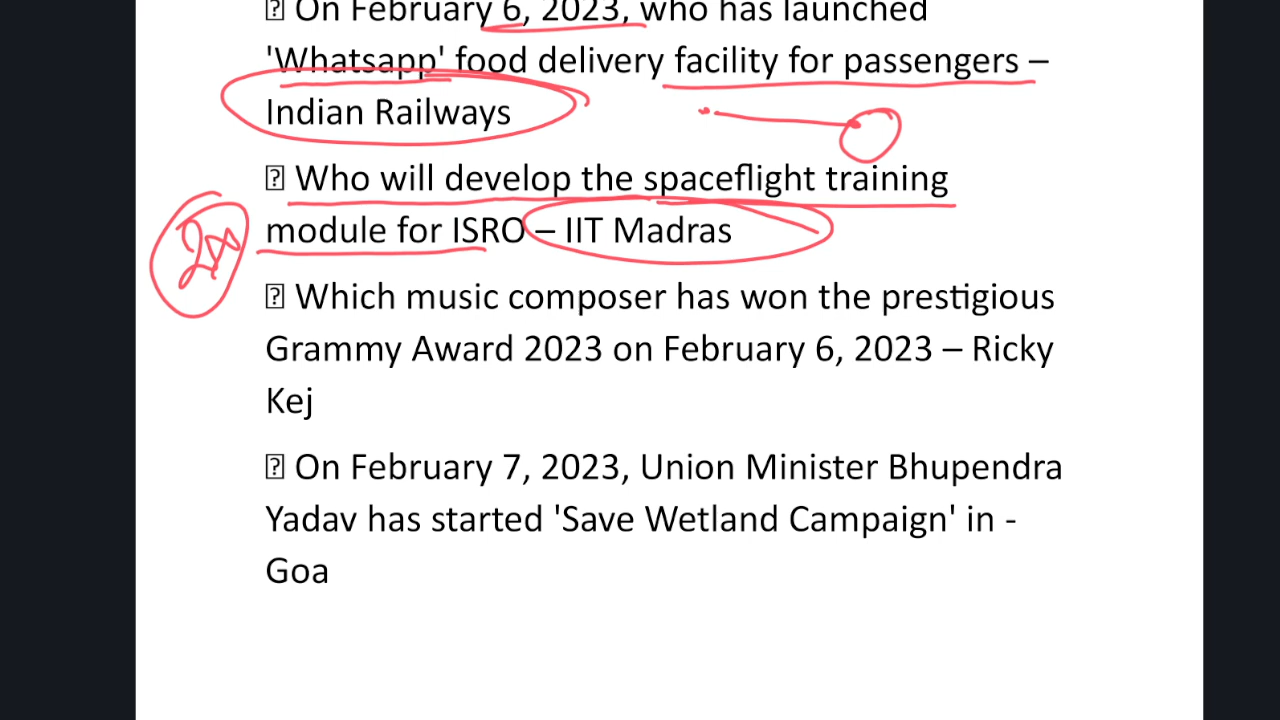 On February 6, 2023, who has launched
'Whatsapp' food delivery facility for passengers –
Indian Railways
Who will develop the spaceflight training
module for ISRO – IIT Madras
Which music composer has won the prestigious
Grammy Award 2023 on February 6, 2023 – Ricky
Kej
On February 7, 2023, Union Minister Bhupendra
Yadav has started 'Save Wetland Campaign' in -
Goa